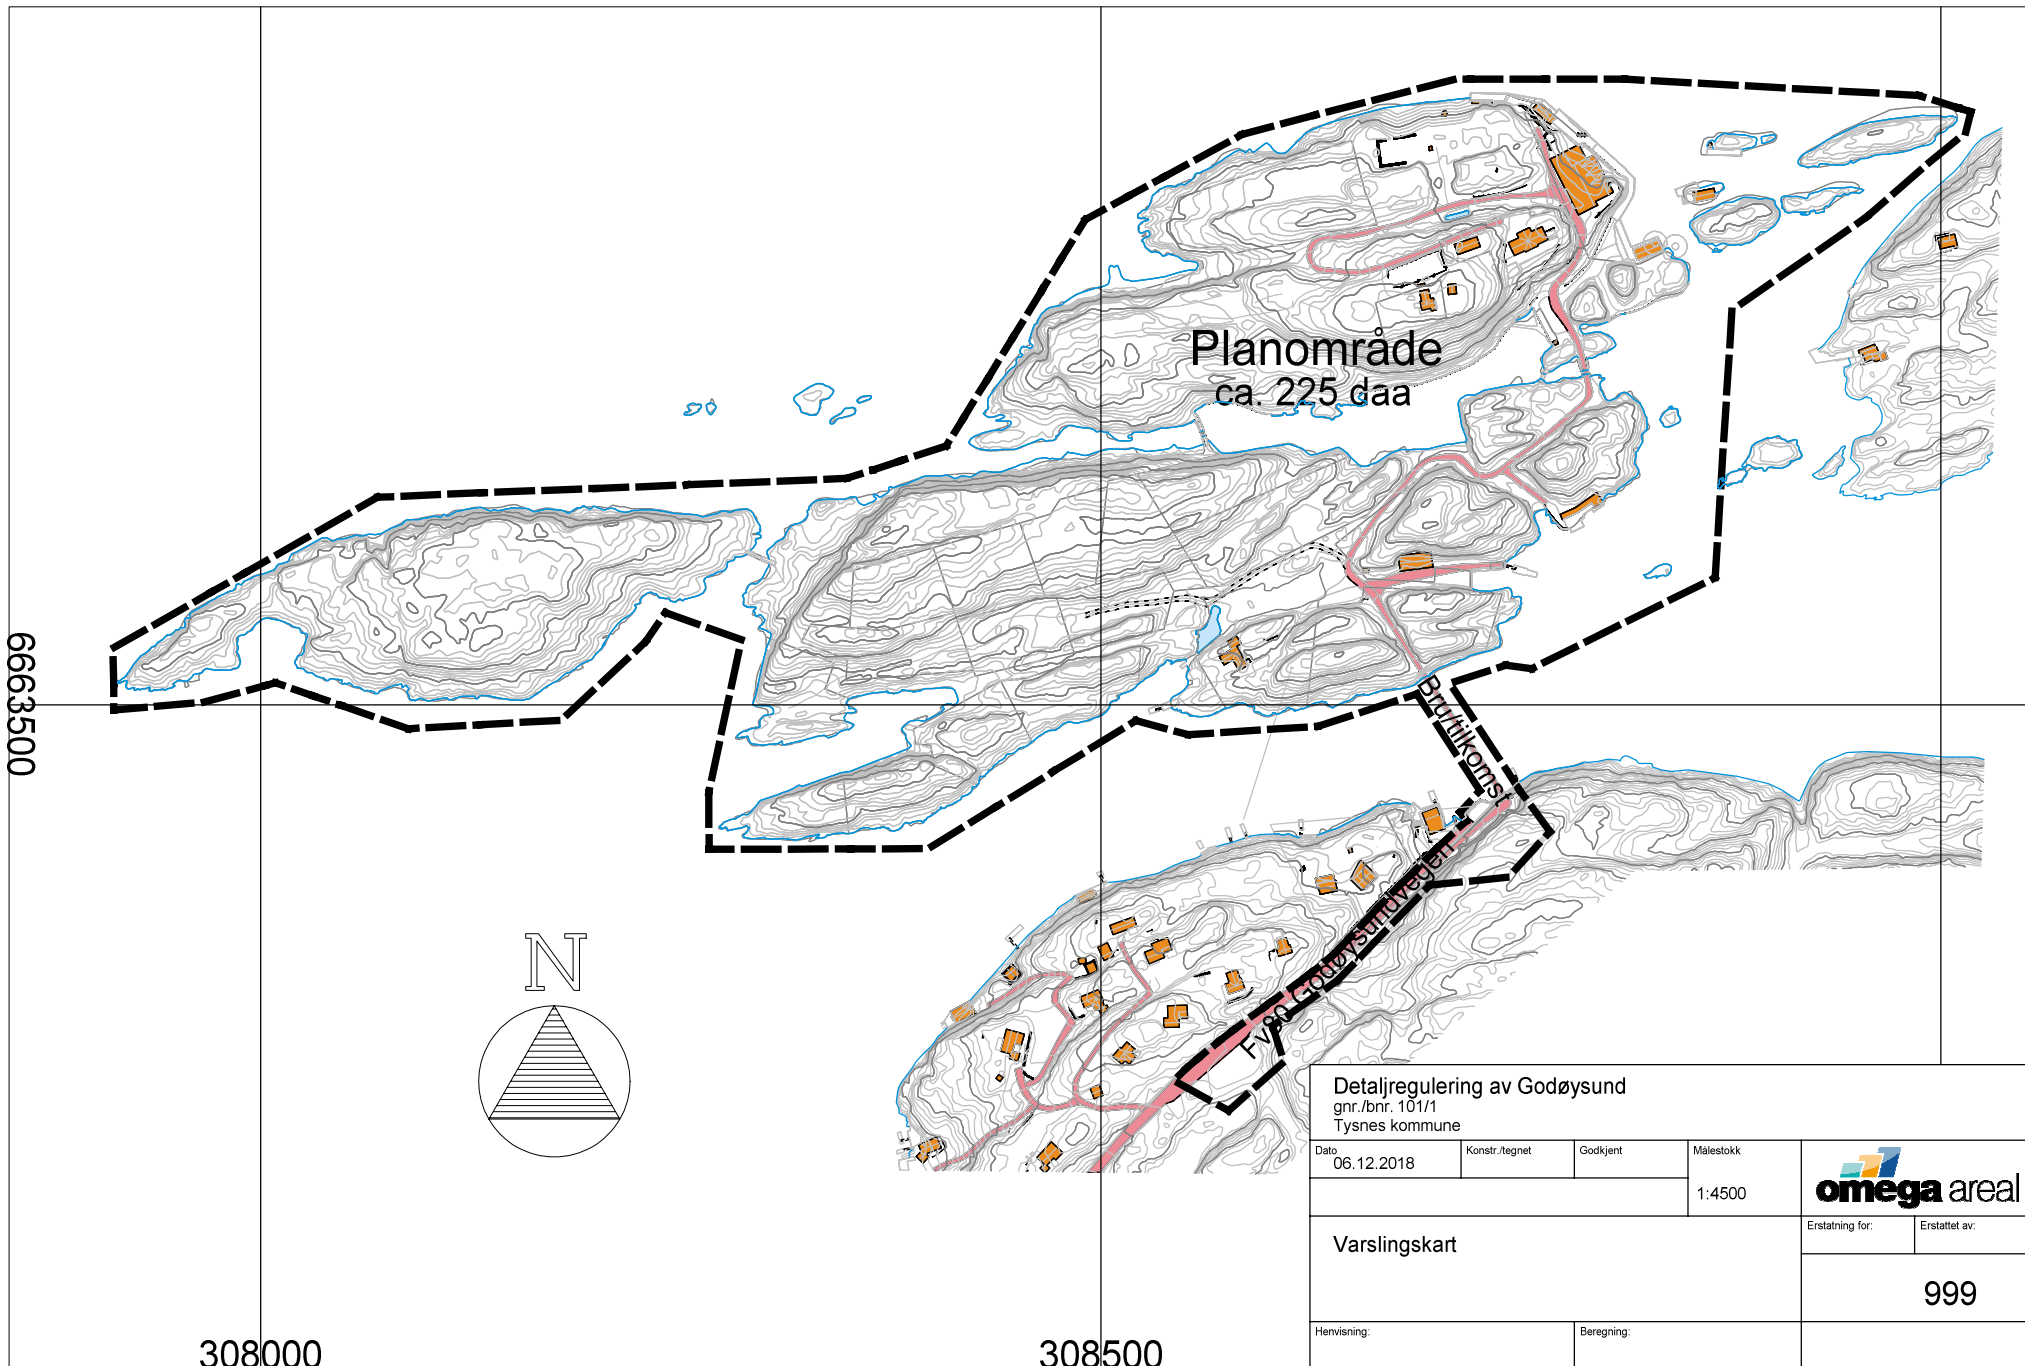 Planområde
ca. 225 daa
6663500
Bru/tilkomst
Fv80 Godøysundvegen
N
308000
308500
Detaljregulering av Godøysund
gnr./bnr. 101/1
Tysnes kommune
Dato
06.12.2018
Konstr./tegnet
Godkjent
Målestokk
1:4500
omega areal
Erstatning for:
Erstattet av:
Varslingskart
999
Henvisning:
Beregning: